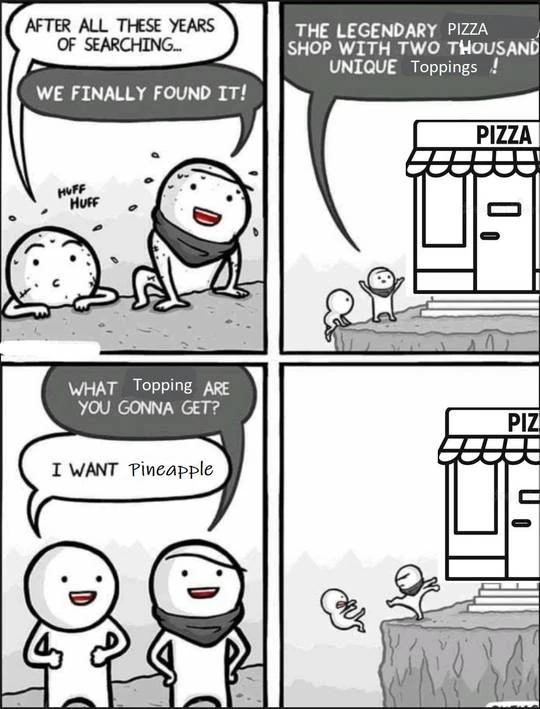 AFTER ALL THESE YEARS
OF SEARCHING...
WE FINALLY FOUND IT!
HUFF
HUFF
THE LEGENDARY PIZZA
SHOP WITH TWO THOUSAND
UNIQUE Toppings !
PIZZA
WHAT Topping ARE
YOU GONNA GET?
I WANT Pineapple
PIZ